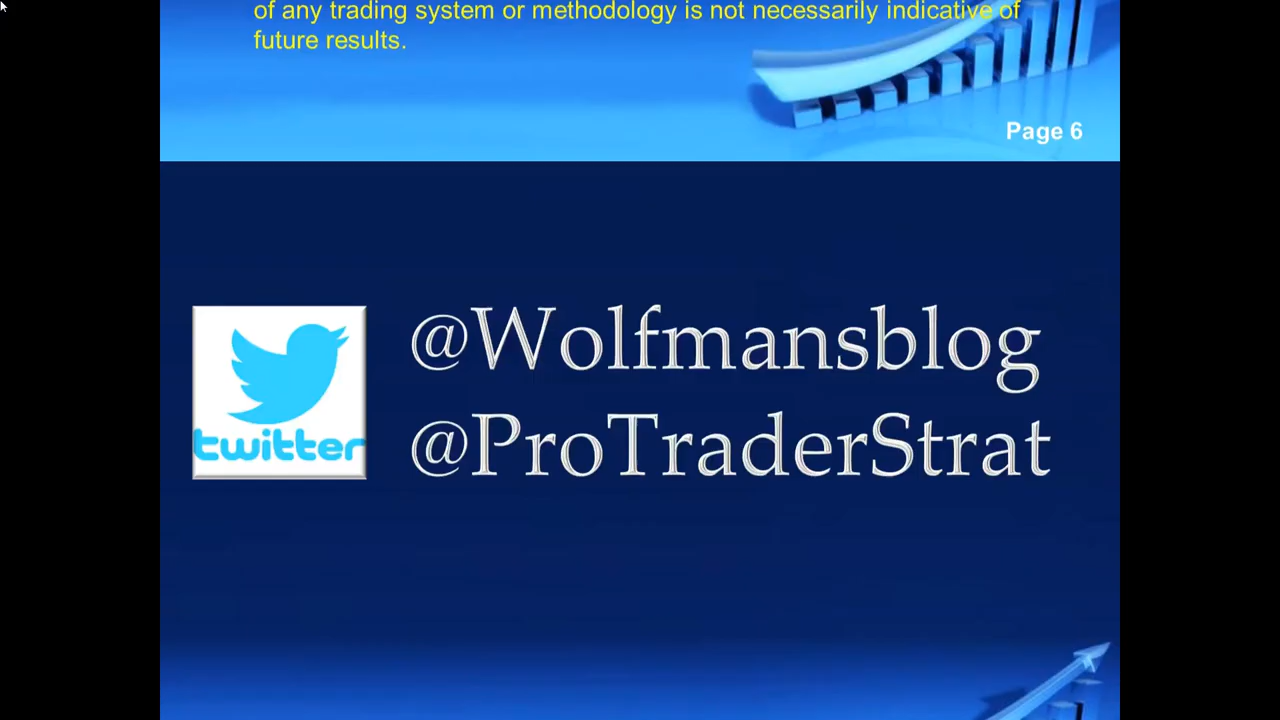 of any trading system or methodology is not necessarily indicative of
future results.
Page 6
@Wolfmansblog
twitter
@ProTraderStrat